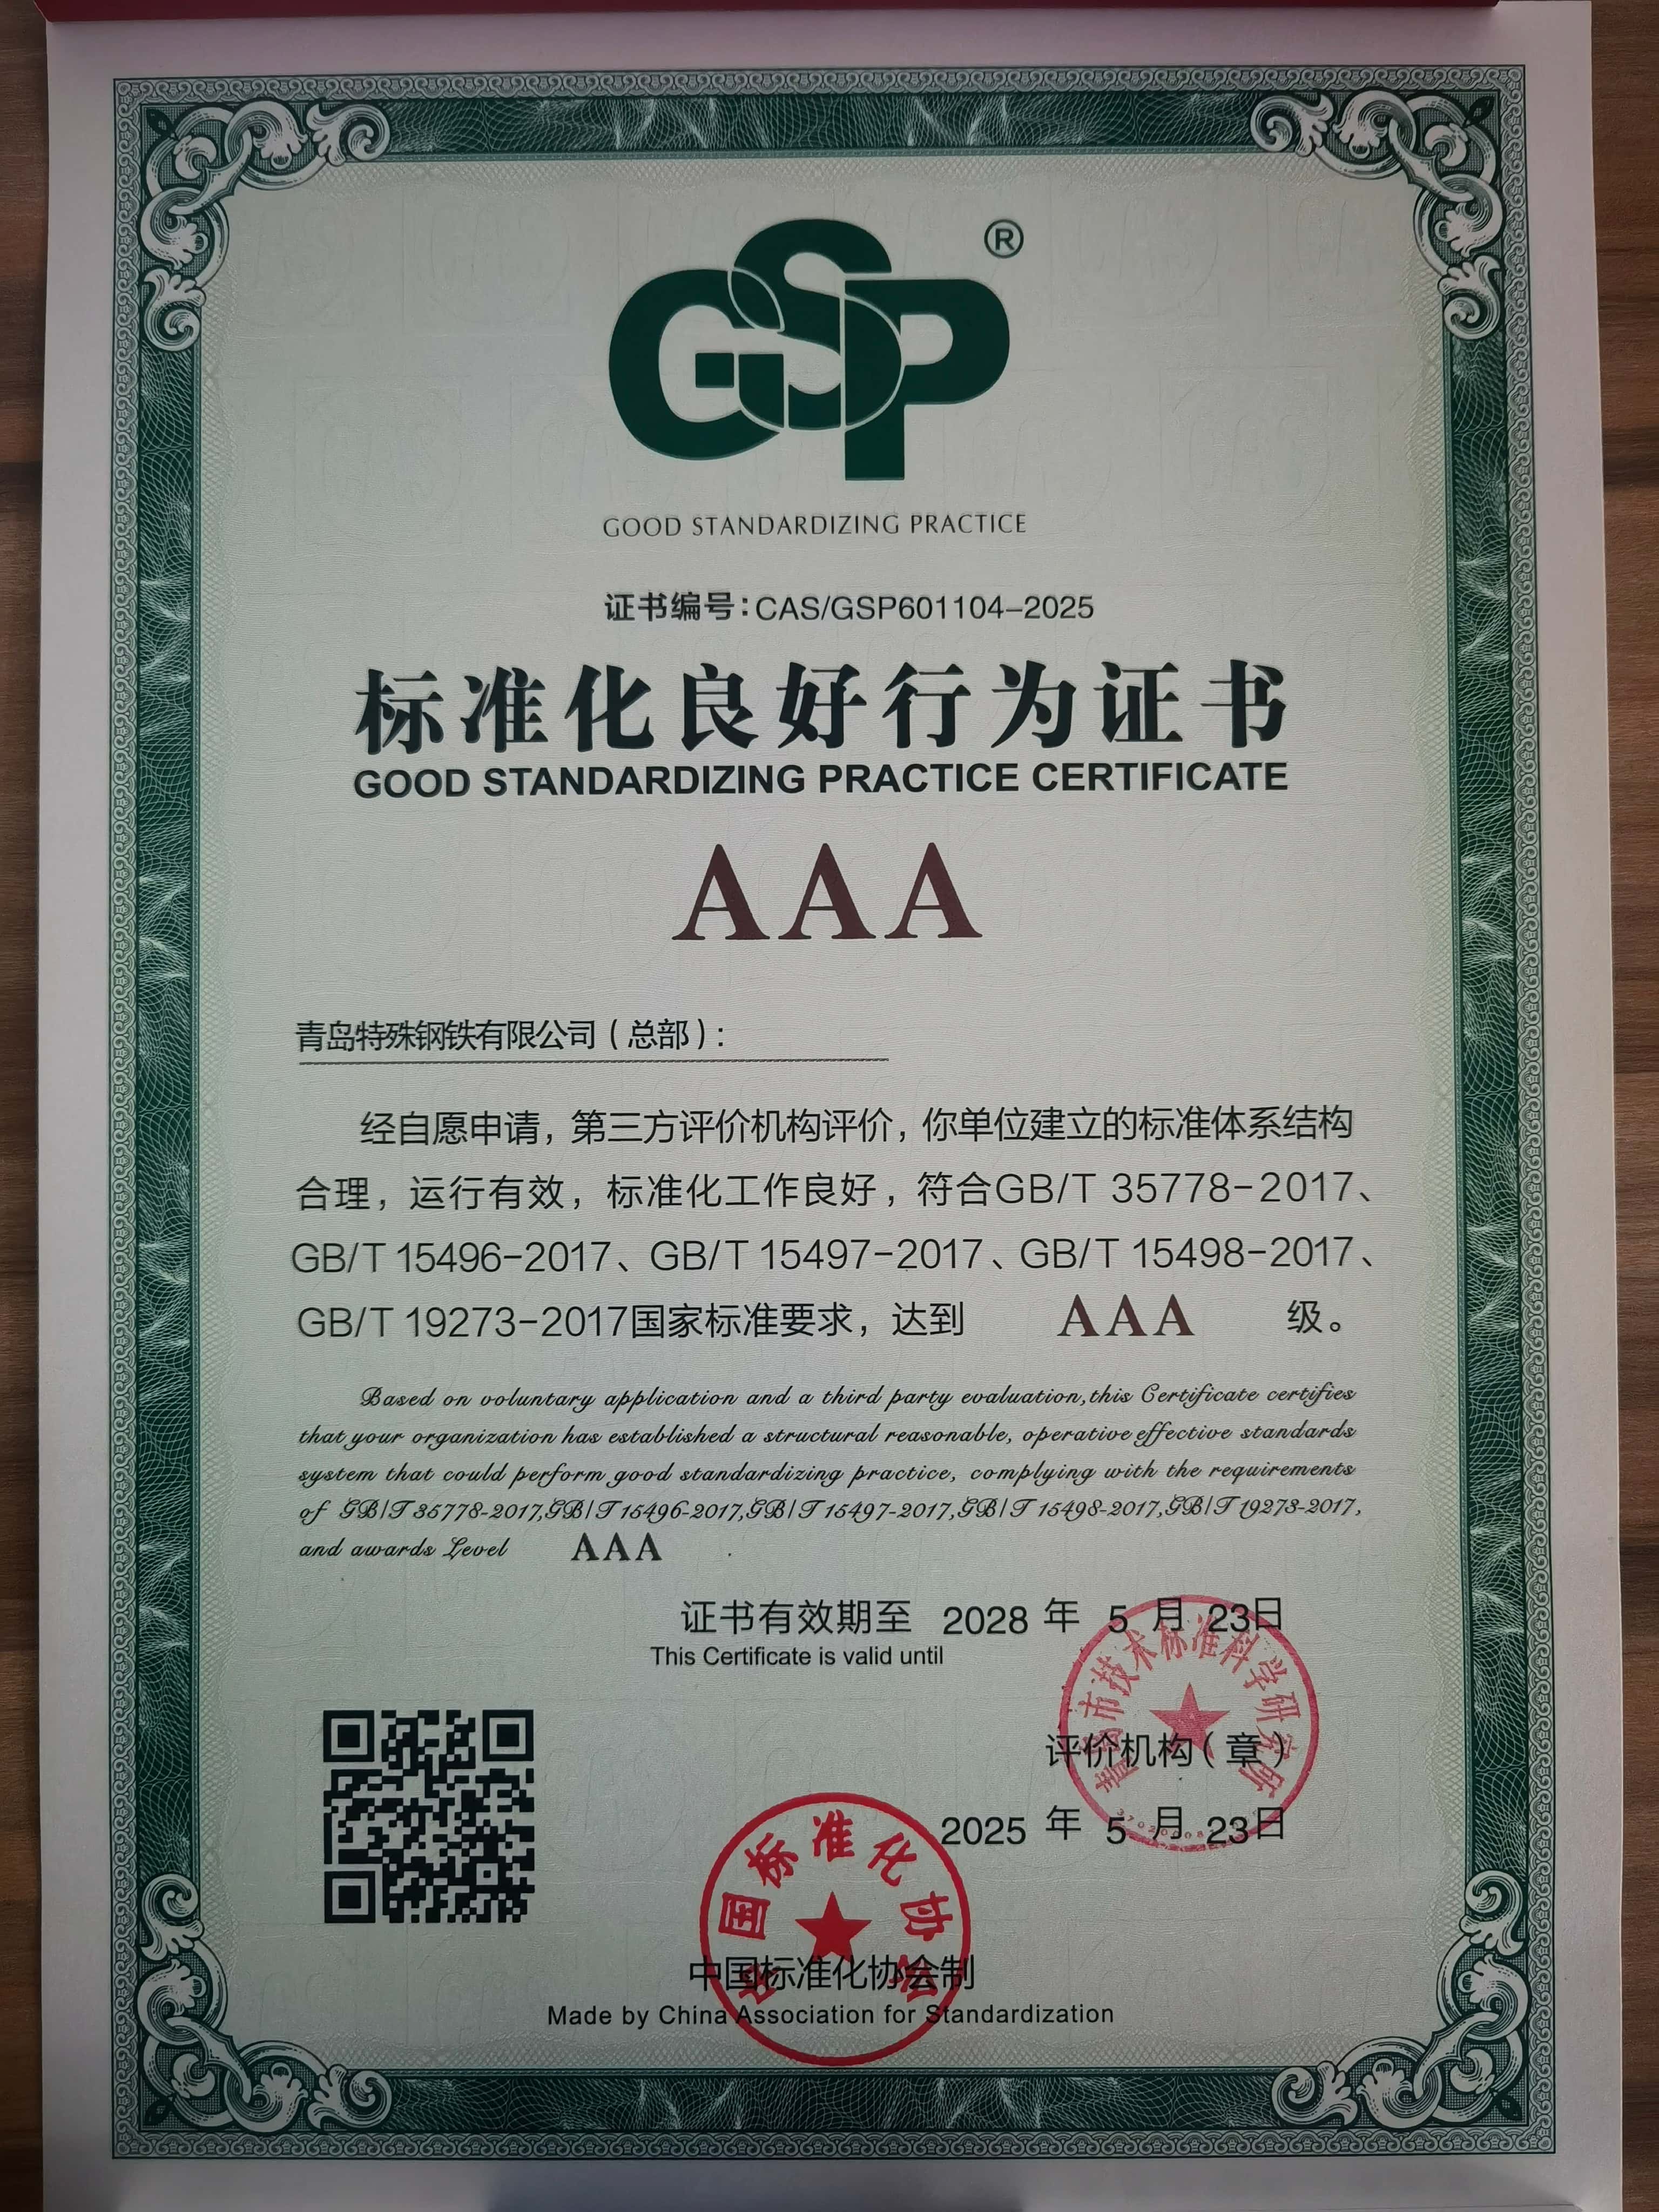 GSP®
GOOD STANDARDIZING PRACTICE
证书编号：CAS/GSP601104-2025
标准化良好行为证书
GOOD STANDARDIZING PRACTICE CERTIFICATE
AAA
青岛特殊钢铁有限公司（总部）：
经自愿申请，第三方评价机构评价，你单位建立的标准体系结构
合理，运行有效，标准化工作良好，符合GB/T 35778-2017、
GB/T 15496-2017、GB/T 15497-2017、GB/T 15498-2017、
GB/T 19273-2017国家标准要求，达到 AAA 级。
Based on voluntary application and a third party evaluation,this Certificate certifies
that your organization has established a structural reasonable, operative effective standards
system that could perform good standardizing practice, complying with the requirements
of GB/T 35778-2017,GB/T 15496-2017,GB/T 15497-2017,GB/T 15498-2017,GB/T 19273-2017,
and awards Level AAA .
证书有效期至 2028 年 5 月 23日
This Certificate is valid until
青岛市技术标准科学研究所
评价机构（章）
2025 年 5 月 23日
中国标准化协会
中国标准化协会制
Made by China Association for Standardization